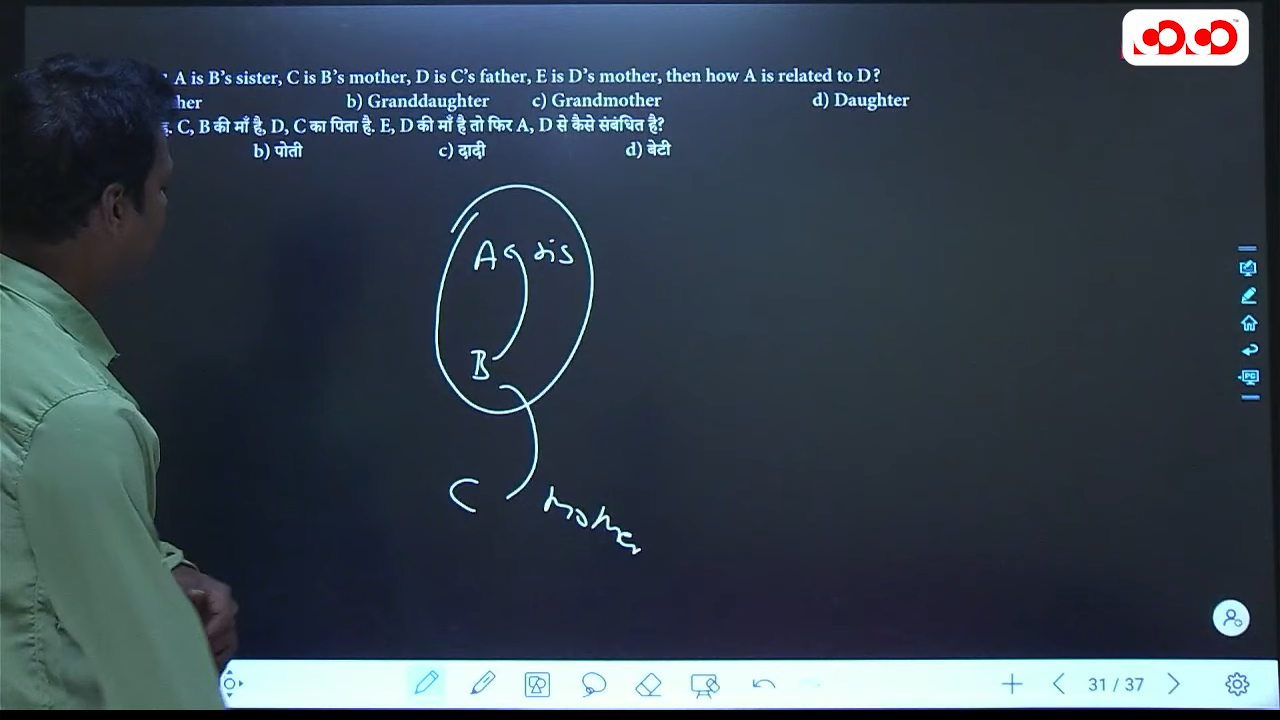 A is B's sister, C is B's mother, D is C's father, E is D's mother, then how A is related to D?
b) Granddaughter c) Grandmother d) Daughter
C, B की माँ है, D, C का पिता है. E, D की माँ है तो फिर A, D से कैसे संबंधित है?
b) पोती c) दादी d) बेटी
A sis
B
C mother
PC
31 / 37